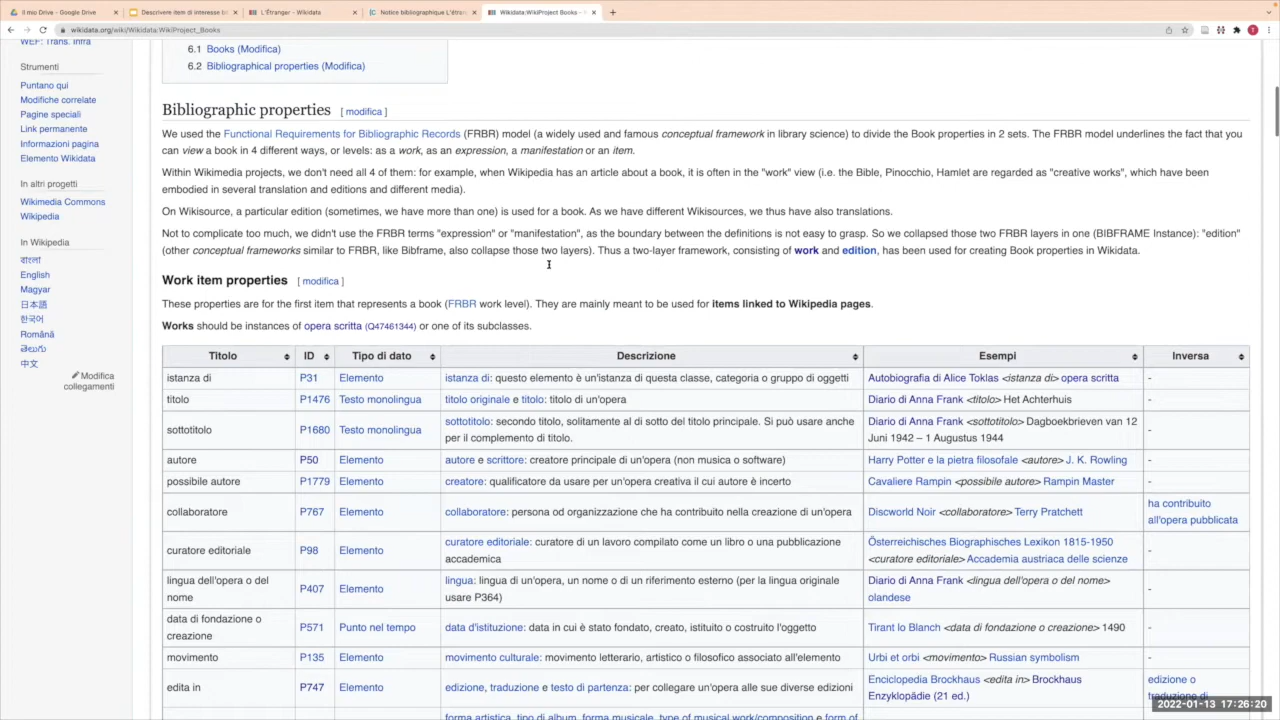 Il mio Drive - Google Drive
Descrivere item di interesse bi
L'Étranger - Wikidata
Notice bibliographique L'étra
Wikidata:WikiProject Books -
wikidata.org/wiki/Wikidata:WikiProject_Books
WEF: Trans. Infra
Strumenti
Puntano qui
Modifiche correlate
Pagine speciali
Link permanente
Informazioni pagina
Elemento Wikidata
In altri progetti
Wikimedia Commons
Wikipedia
In Wikipedia
বাংলা
English
Magyar
日本語
한국어
Română
తెలుగు
中文
Modifica
collegamenti
6.1 Books (Modifica)
6.2 Bibliographical properties (Modifica)
Bibliographic properties [ modifica ]
We used the Functional Requirements for Bibliographic Records (FRBR) model (a widely used and famous conceptual framework in library science) to divide the Book properties in 2 sets. The FRBR model underlines the fact that you
can view a book in 4 different ways, or levels: as a work, as an expression, a manifestation or an item.
Within Wikimedia projects, we don't need all 4 of them: for example, when Wikipedia has an article about a book, it is often in the "work" view (i.e. the Bible, Pinocchio, Hamlet are regarded as "creative works", which have been
embodied in several translation and editions and different media).
On Wikisource, a particular edition (sometimes, we have more than one) is used for a book. As we have different Wikisources, we thus have also translations.
Not to complicate too much, we didn't use the FRBR terms "expression" or "manifestation", as the boundary between the definitions is not easy to grasp. So we collapsed those two FRBR layers in one (BIBFRAME Instance): "edition"
(other conceptual frameworks similar to FRBR, like Bibframe, also collapse those two layers). Thus a two-layer framework, consisting of work and edition, has been used for creating Book properties in Wikidata.
Work item properties [ modifica ]
These properties are for the first item that represents a book (FRBR work level). They are mainly meant to be used for items linked to Wikipedia pages.
Works should be instances of opera scritta (Q47461344) or one of its subclasses.
Titolo ID Tipo di dato Descrizione Esempi Inversa
istanza di P31 Elemento istanza di: questo elemento è un'istanza di questa classe, categoria o gruppo di oggetti Autobiografia di Alice Toklas <istanza di> opera scritta -
titolo P1476 Testo monolingua titolo originale e titolo: titolo di un'opera Diario di Anna Frank <titolo> Het Achterhuis -
sottotitolo P1680 Testo monolingua sottotitolo: secondo titolo, solitamente al di sotto del titolo principale. Si può usare anche
per il complemento di titolo. Diario di Anna Frank <sottotitolo> Dagboekbrieven van 12
Juni 1942 – 1 Augustus 1944 -
autore P50 Elemento autore e scrittore: creatore principale di un'opera (non musica o software) Harry Potter e la pietra filosofale <autore> J. K. Rowling -
possibile autore P1779 Elemento creatore: qualificatore da usare per un'opera creativa il cui autore è incerto Cavaliere Rampin <possibile autore> Rampin Master -
collaboratore P767 Elemento collaboratore: persona od organizzazione che ha contribuito nella creazione di un'opera Discworld Noir <collaboratore> Terry Pratchett ha contribuito
all'opera pubblicata
curatore editoriale P98 Elemento curatore editoriale: curatore di un lavoro compilato come un libro o una pubblicazione
accademica Österreichisches Biographisches Lexikon 1815-1950
<curatore editoriale> Accademia austriaca delle scienze -
lingua dell'opera o del
nome P407 Elemento lingua: lingua di un'opera, un nome o di un riferimento esterno (per la lingua originale
usare P364) Diario di Anna Frank <lingua dell'opera o del nome>
olandese -
data di fondazione o
creazione P571 Punto nel tempo data d'istituzione: data in cui è stato fondato, creato, istituito o costruito l'oggetto Tirant lo Blanch <data di fondazione o creazione> 1490 -
movimento P135 Elemento movimento culturale: movimento letterario, artistico o filosofico associato all'elemento Urbi et orbi <movimento> Russian symbolism -
edita in P747 Elemento edizione, traduzione e testo di partenza: per collegare un'opera alle sue diverse edizioni Enciclopedia Brockhaus <edita in> Brockhaus
Enzyklopädie (21 ed.) edizione o
traduzione di
forma artistica, tipo di album, forma musicale, type of musical work/composition e form of
2022-01-13 17:26:20